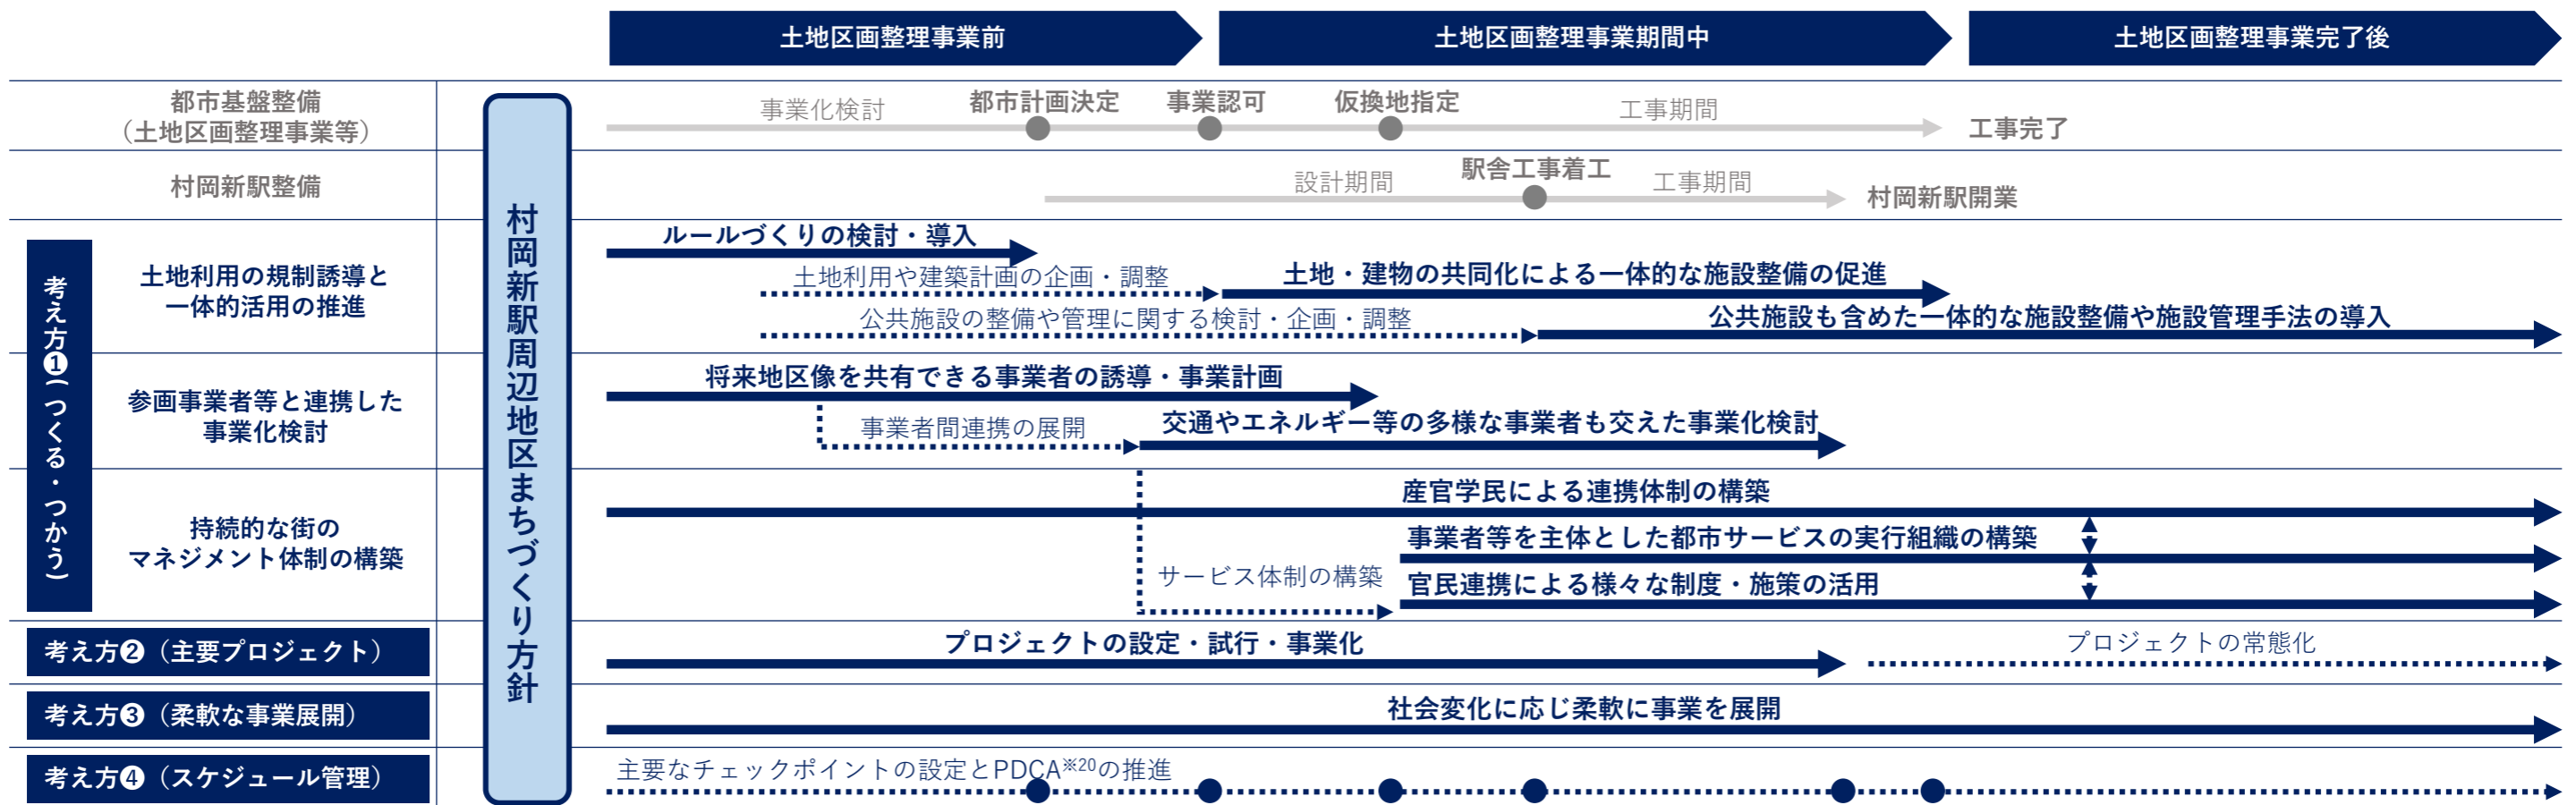 土地区画整理事業前
土地区画整理事業期間中
土地区画整理事業完了後
都市基盤整備
（土地区画整理事業等）
事業化検討
都市計画決定
事業認可
仮換地指定
工事期間
工事完了
村岡新駅整備
設計期間
駅舎工事着工
工事期間
村岡新駅開業
村岡新駅周辺地区まちづくり方針
考え方❶（つくる・つかう）
土地利用の規制誘導と
一体的活用の推進
ルールづくりの検討・導入
土地利用や建築計画の企画・調整
土地・建物の共同化による一体的な施設整備の促進
公共施設の整備や管理に関する検討・企画・調整
公共施設も含めた一体的な施設整備や施設管理手法の導入
参画事業者等と連携した
事業化検討
将来地区像を共有できる事業者の誘導・事業計画
事業者間連携の展開
交通やエネルギー等の多様な事業者も交えた事業化検討
持続的な街の
マネジメント体制の構築
産官学民による連携体制の構築
事業者等を主体とした都市サービスの実行組織の構築
サービス体制の構築
官民連携による様々な制度・施策の活用
考え方❷（主要プロジェクト）
プロジェクトの設定・試行・事業化
プロジェクトの常態化
考え方❸（柔軟な事業展開）
社会変化に応じ柔軟に事業を展開
考え方❹（スケジュール管理）
主要なチェックポイントの設定とPDCA※20の推進